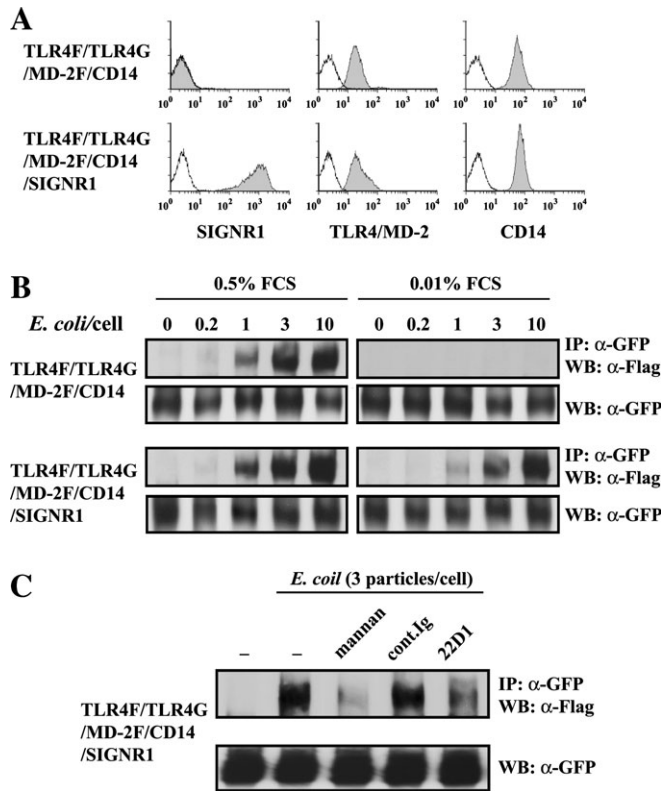 A
TLR4F/TLR4G
/MD-2F/CD14
10⁰ 10¹ 10² 10³ 10⁴ 10⁰ 10¹ 10² 10³ 10⁴ 10⁰ 10¹ 10² 10³ 10⁴
TLR4F/TLR4G
/MD-2F/CD14
/SIGNR1
10⁰ 10¹ 10² 10³ 10⁴ 10⁰ 10¹ 10² 10³ 10⁴ 10⁰ 10¹ 10² 10³ 10⁴
SIGNR1 TLR4/MD-2 CD14
B
0.5% FCS 0.01% FCS
E. coli/cell 0 0.2 1 3 10 0 0.2 1 3 10
TLR4F/TLR4G
/MD-2F/CD14
IP: α-GFP
WB: α-Flag
WB: α-GFP
TLR4F/TLR4G
/MD-2F/CD14
/SIGNR1
IP: α-GFP
WB: α-Flag
WB: α-GFP
C
E. coil (3 particles/cell)
– – mannan cont.Ig 22D1
TLR4F/TLR4G
/MD-2F/CD14
/SIGNR1
IP: α-GFP
WB: α-Flag
WB: α-GFP